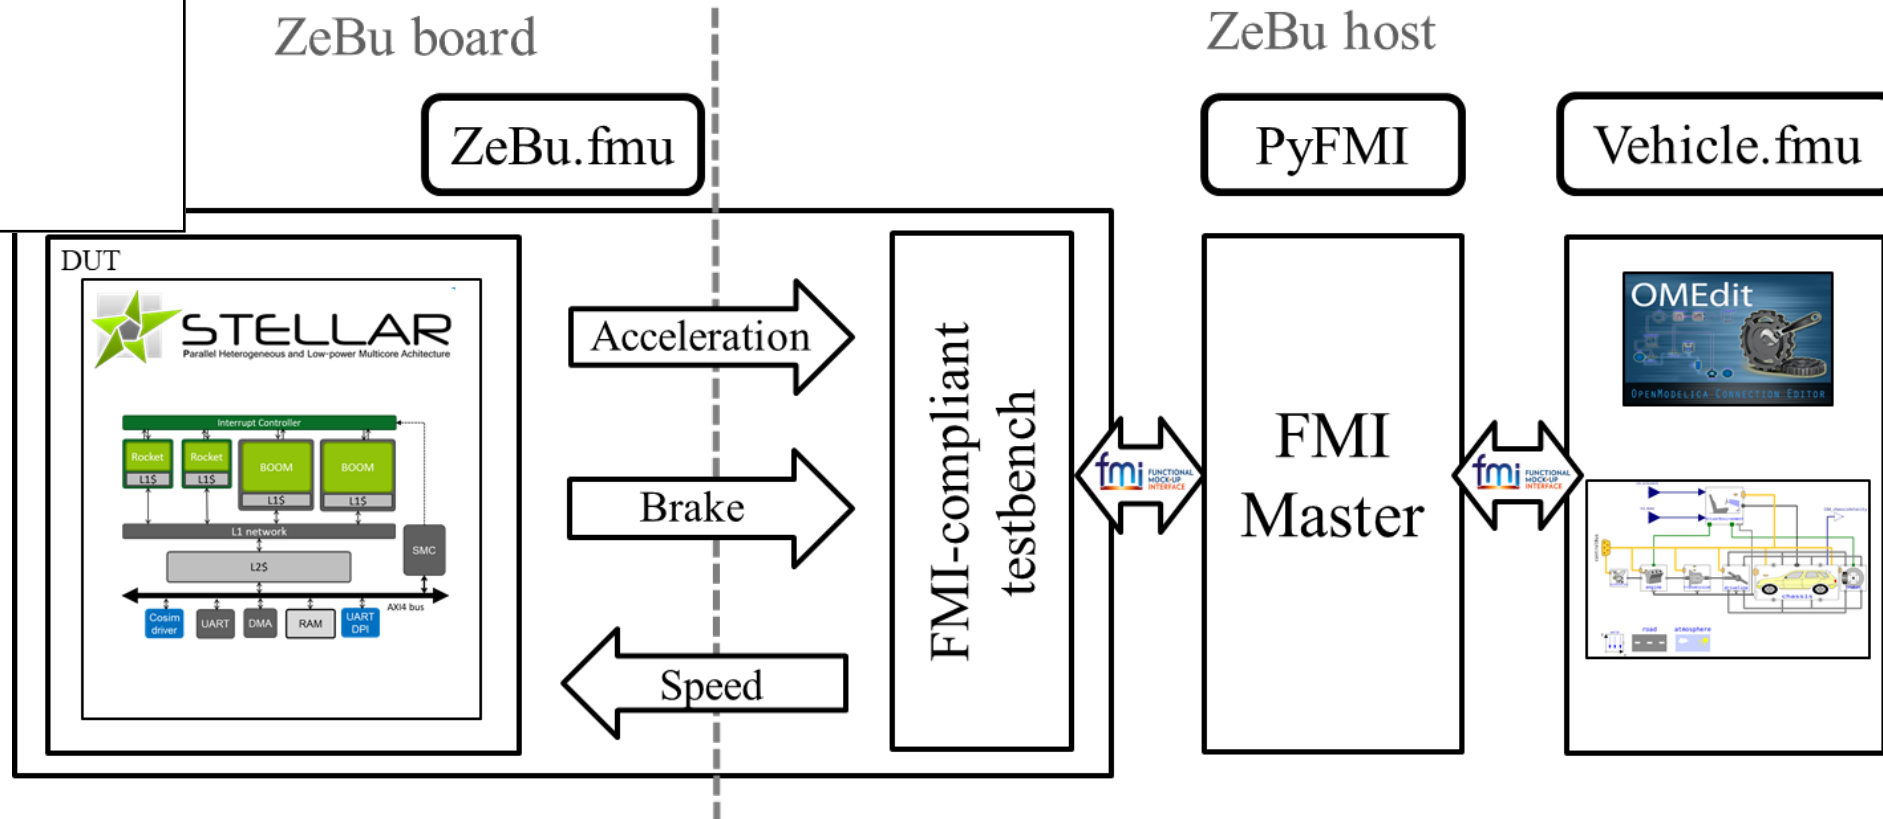 ZeBu board
ZeBu host
ZeBu.fmu
PyFMI
Vehicle.fmu
DUT
STELLAR
Parallel Heterogeneous and Low-power Multicore Achitecture
Interrupt Controller
Rocket
Rocket
BOOM
BOOM
L1$
L1$
L1$
L1$
L1 network
L2$
SMC
AXI4 bus
Cosim
driver
UART
DMA
RAM
UART
DPI
Acceleration
Brake
Speed
FMI-compliant
testbench
fmi FUNCTIONAL
MOCK-UP
INTERFACE
FMI
Master
fmi FUNCTIONAL
MOCK-UP
INTERFACE
OMEdit
OPENMODELICA CONNECTION EDITOR
chassis
road
atmosphere